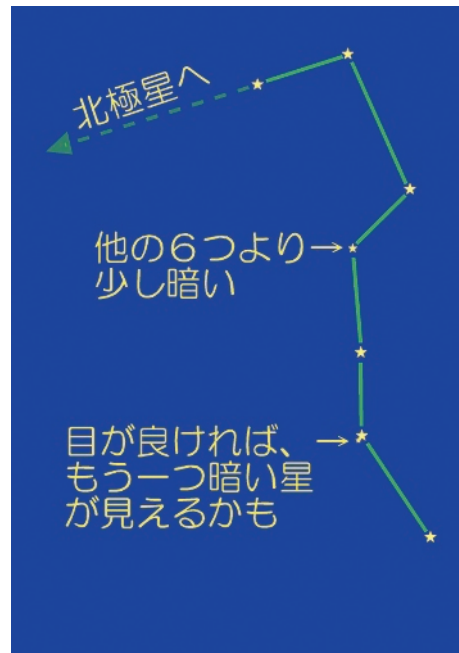 北極星へ
他の６つより→
少し暗い
目が良ければ、→
もう一つ暗い星
が見えるかも